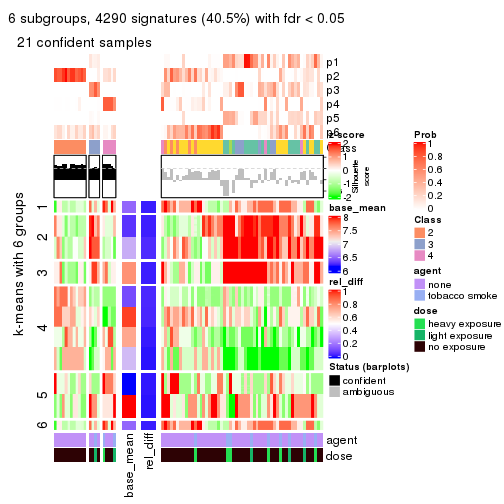 6 subgroups, 4290 signatures (40.5%) with fdr < 0.05
21 confident samples
p1
p2
p3
p4
p5
p6
Class
z-score
2
1
0
-1
-2
Silhouette
score
k-means with 6 groups
1
2
3
4
5
6
base_mean
8
7.5
7
6.5
6
rel_diff
1
0.8
0.6
0.4
0.2
0
Status (barplots)
confident
ambiguous
Prob
1
0.8
0.6
0.4
0.2
0
Class
2
3
4
agent
none
tobacco smoke
dose
heavy exposure
light exposure
no exposure
agent
dose
base_mean
rel_diff